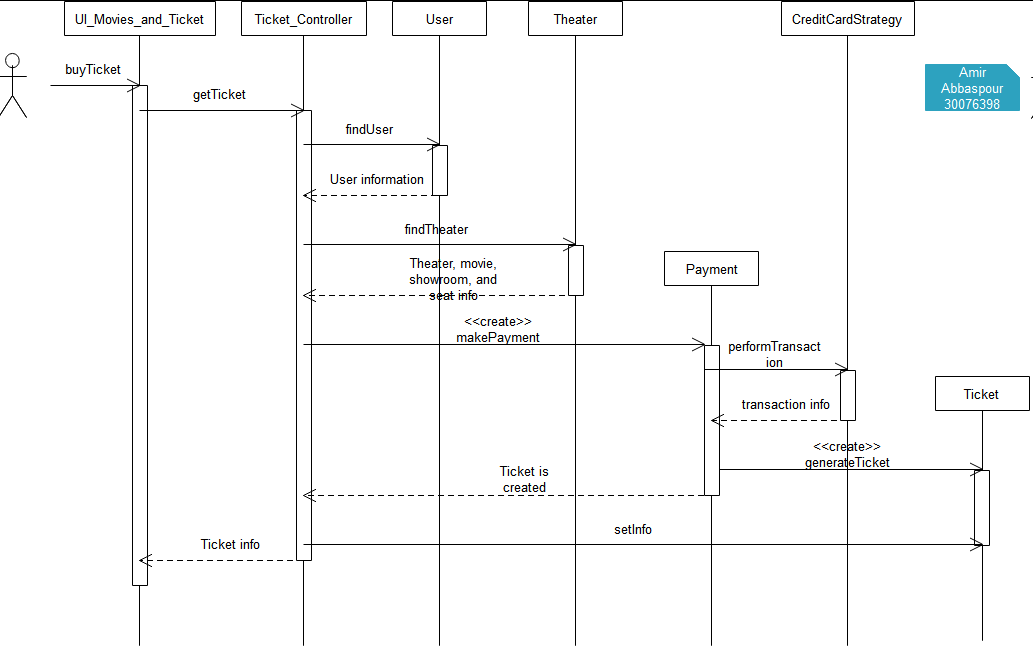 UI_Movies_and_Ticket
Ticket_Controller
User
Theater
CreditCardStrategy
Amir
Abbaspour
30076398
buyTicket
getTicket
findUser
User information
findTheater
Theater, movie,
showroom, and
seat info
Payment
<<create>>
makePayment
performTransact
ion
transaction info
Ticket
<<create>>
generateTicket
Ticket is
created
setInfo
Ticket info